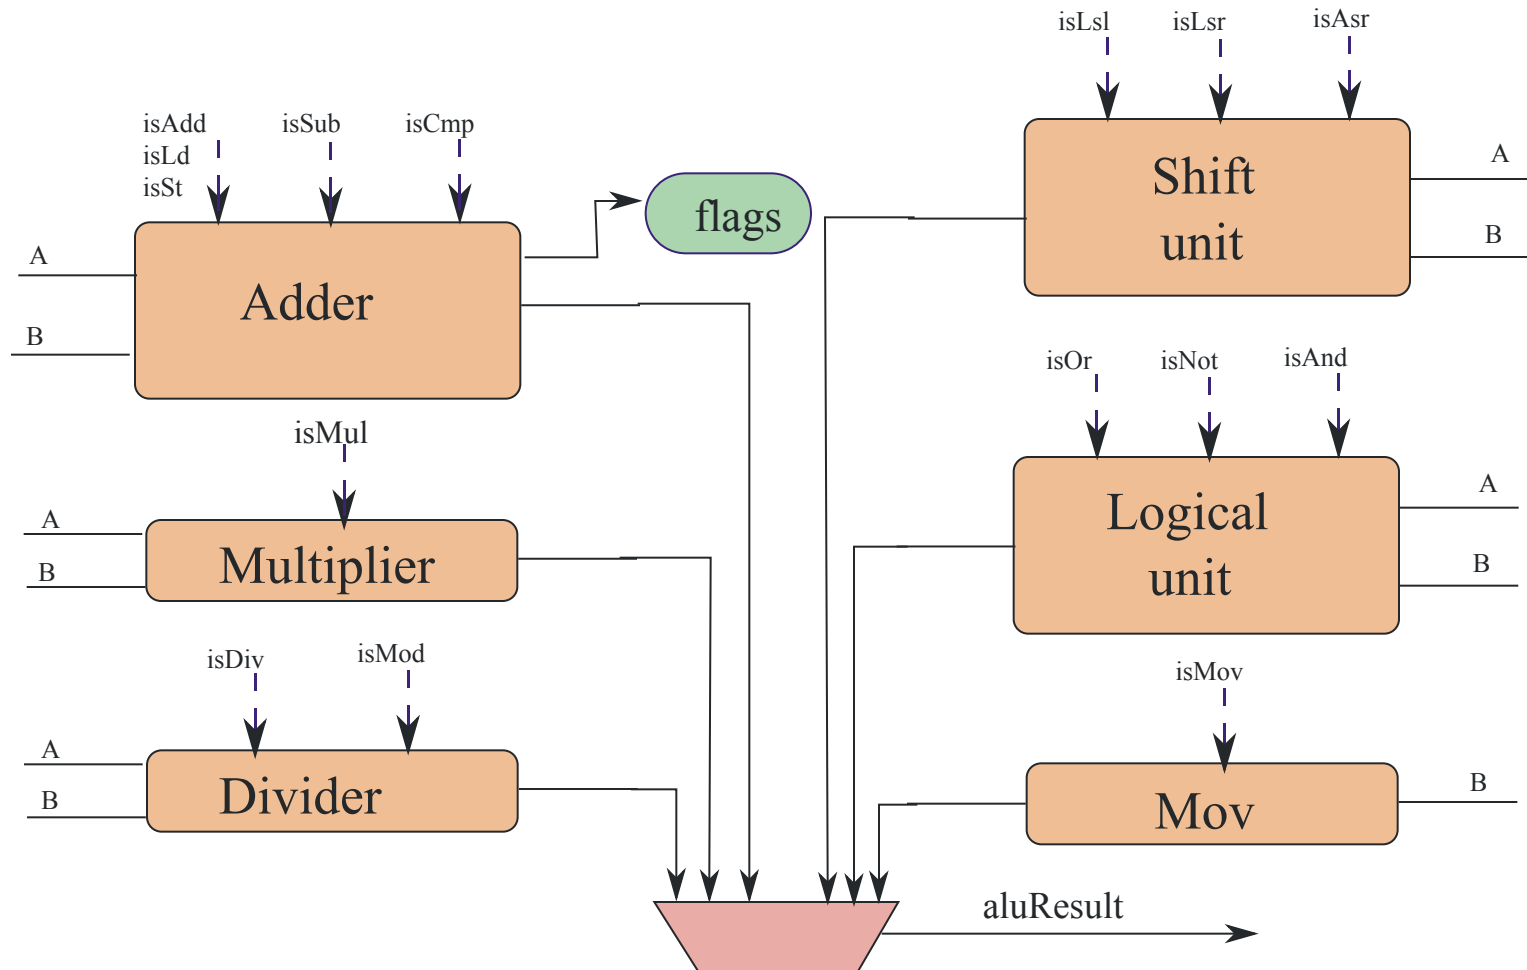 isAdd
isLd
isSt
isSub
isCmp
A
B
Adder
flags
isMul
A
B
Multiplier
isDiv
isMod
A
B
Divider
isLsl
isLsr
isAsr
Shift
unit
A
B
isOr
isNot
isAnd
Logical
unit
A
B
isMov
Mov
B
aluResult